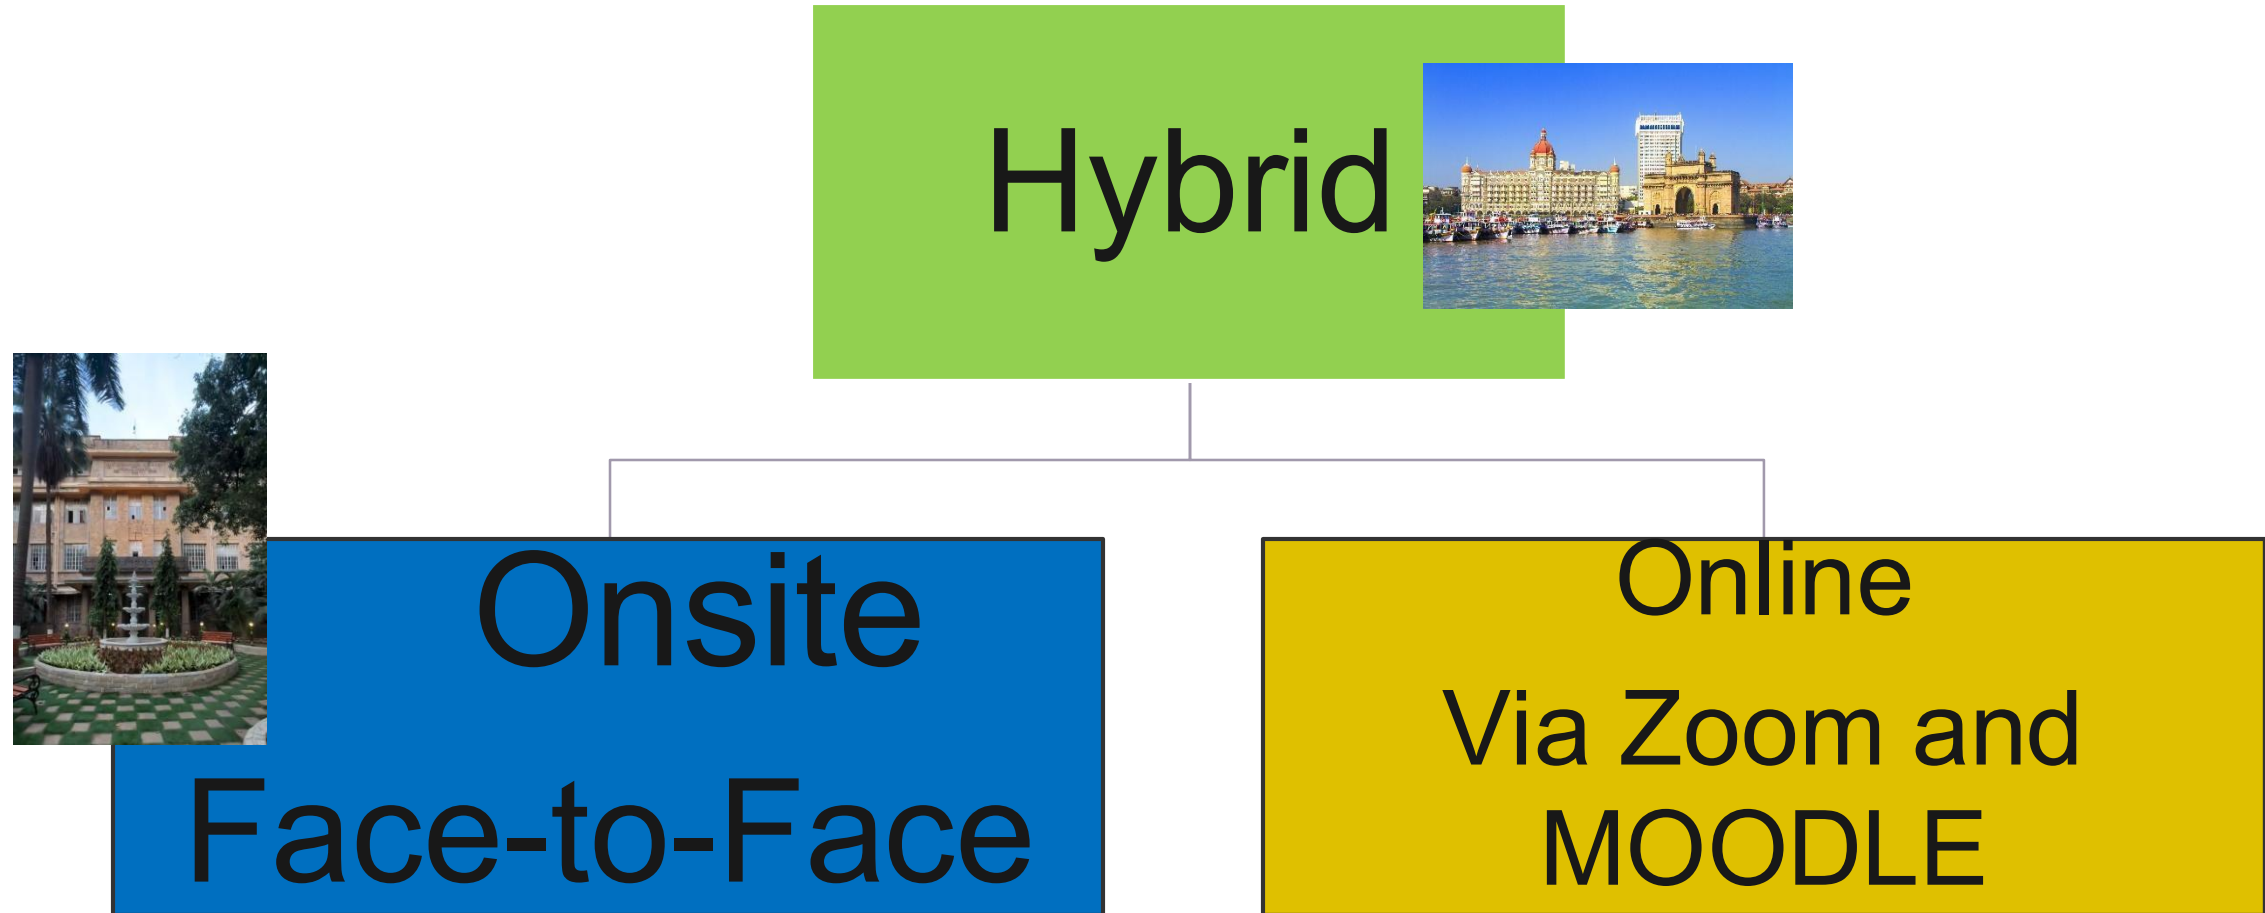 Hybrid
Onsite
Face-to-Face
Online
Via Zoom and
MOODLE